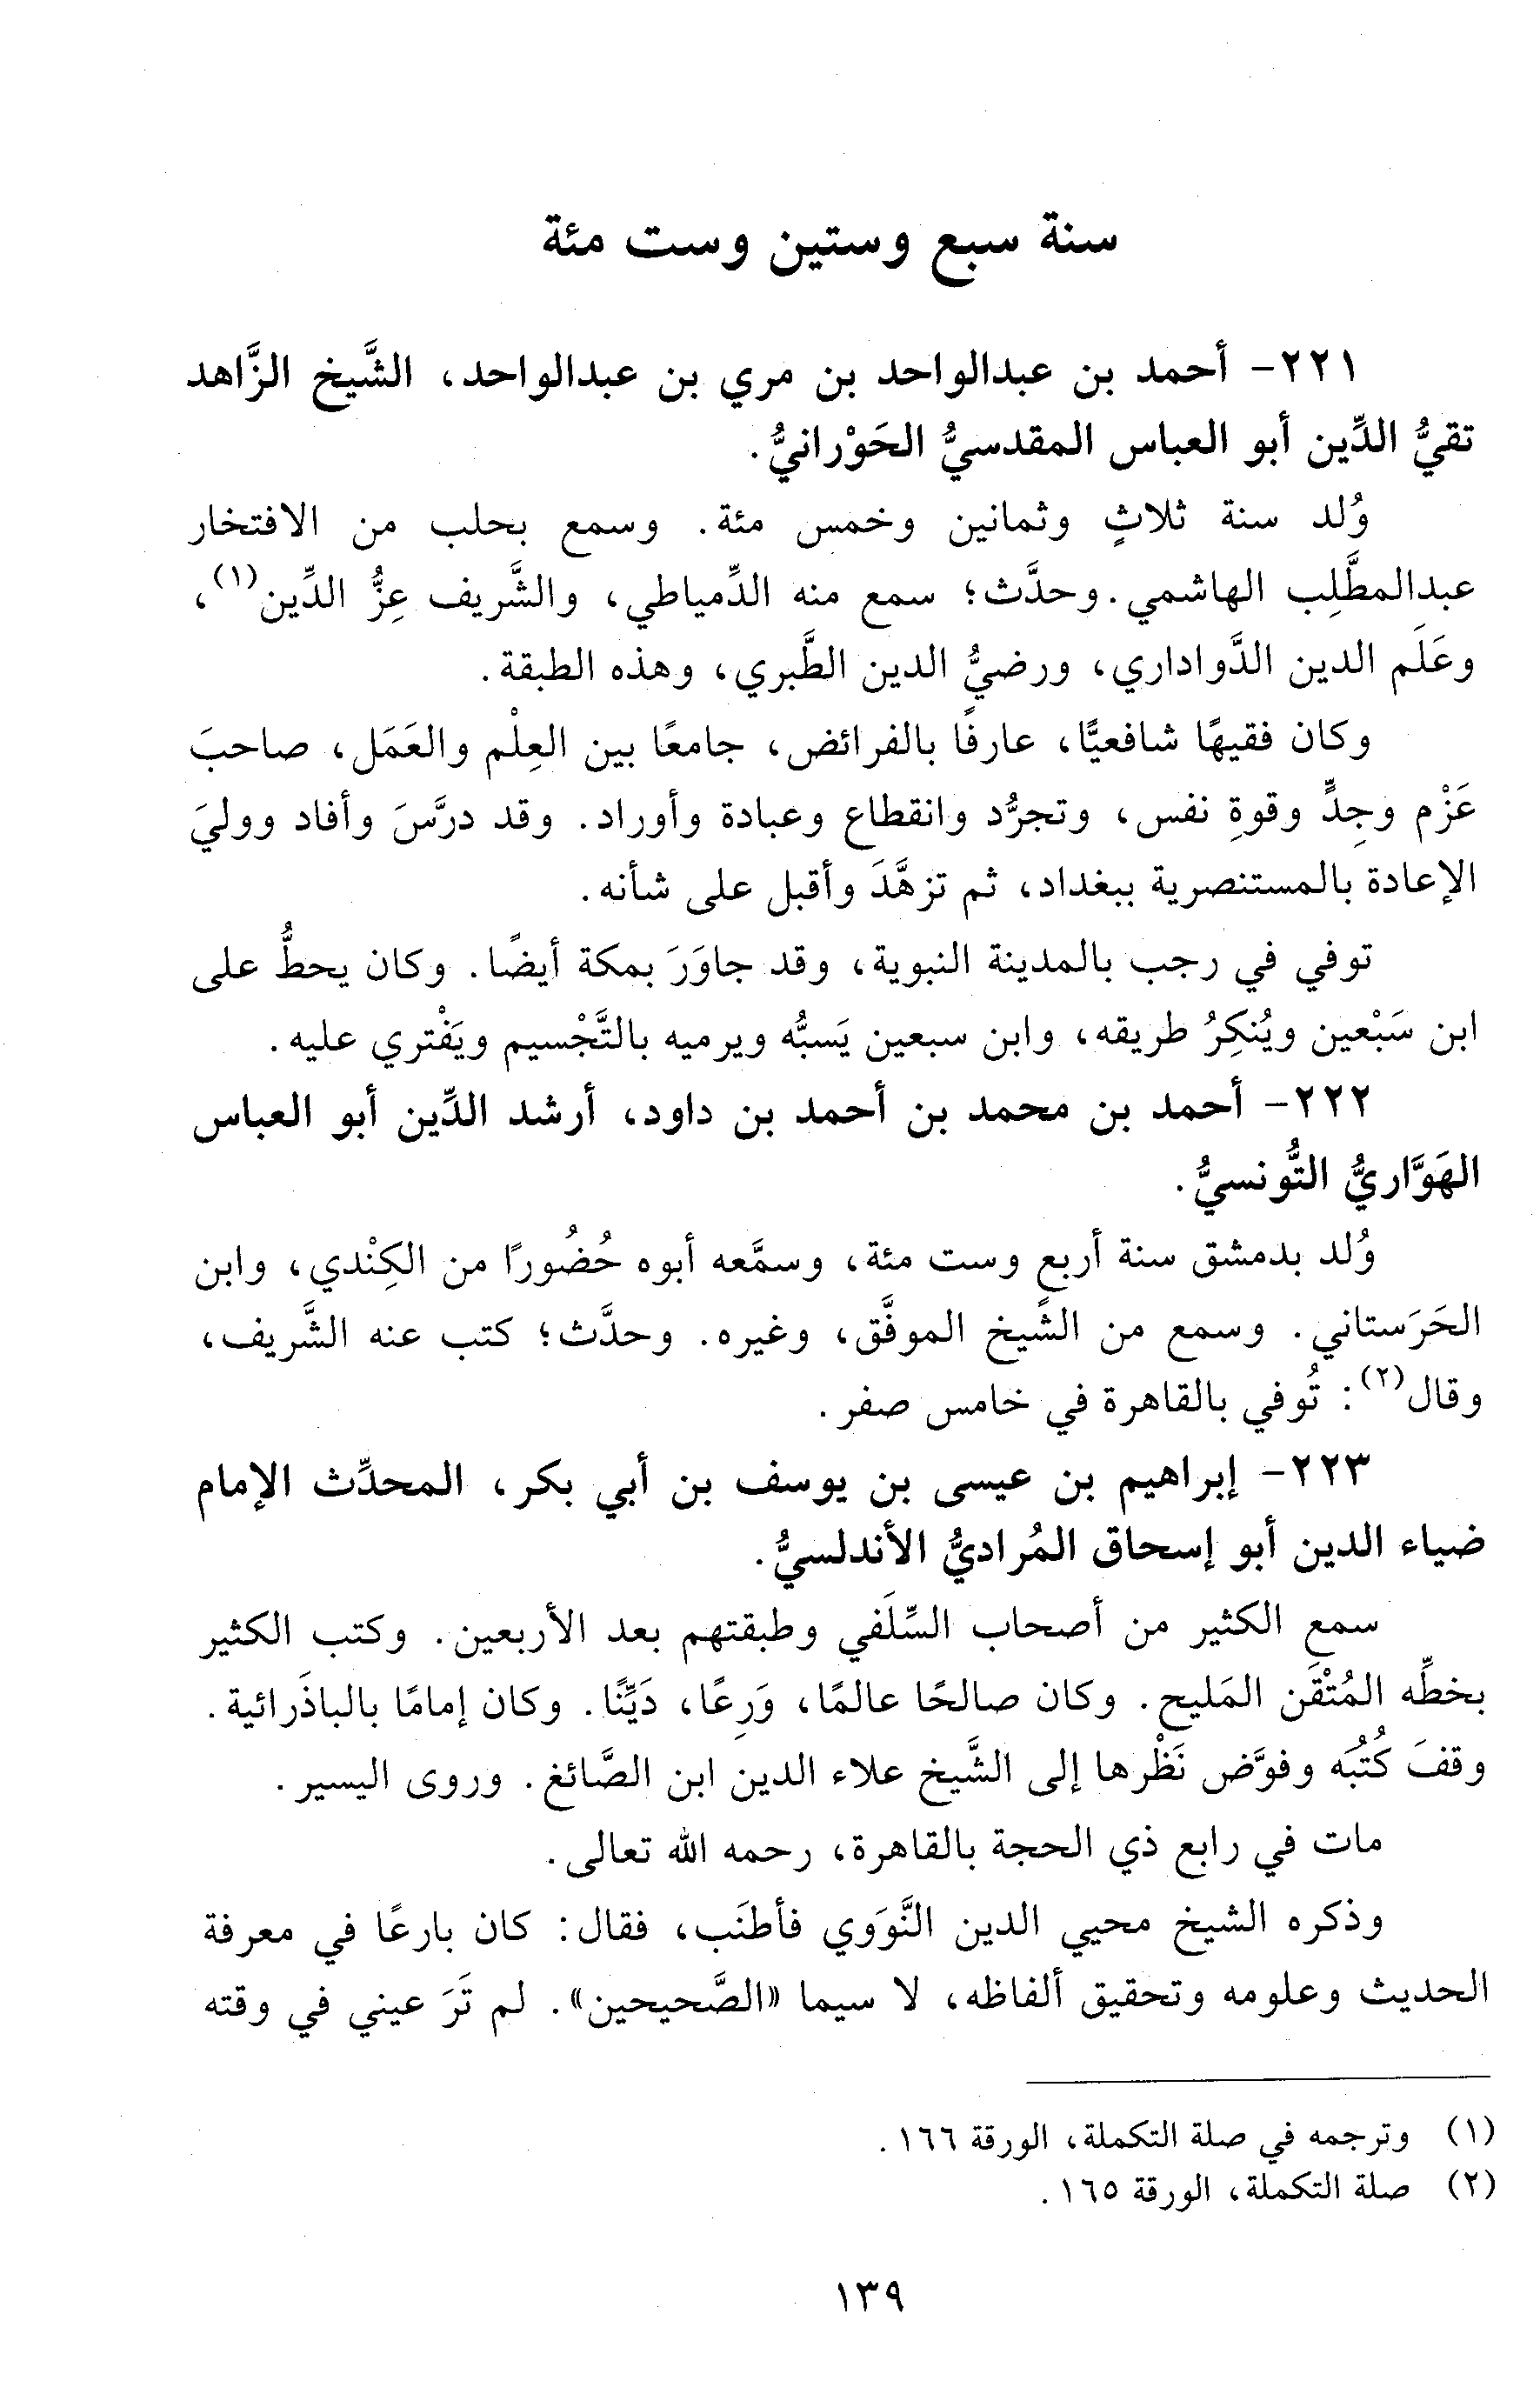 سنة سبع وستين وست مئة
٢٢١- أحمد بن عبدالواحد بن مري بن عبدالواحد، الشَّيخ الزَّاهد
تقيُّ الدِّين أبو العباس المقدسيُّ الحَوْرانيُّ.
وُلد سنة ثلاثٍ وثمانين وخمس مئة. وسمع بحلب من الافتخار
عبدالمطَّلِب الهاشمي. وحدَّث؛ سمع منه الدِّمياطي، والشَّريف عِزُّ الدِّين(١)،
وعَلَم الدين الدَّواداري، ورضيُّ الدين الطَّبري، وهذه الطبقة.
وكان فقيهًا شافعيًّا، عارفًا بالفرائض، جامعًا بين العِلْم والعَمَل، صاحبَ
عَزْم وجِدٍّ وقوةِ نفس، وتجرُّد وانقطاع وعبادة وأوراد. وقد درَّسَ وأفاد ووليَ
الإعادة بالمستنصرية ببغداد، ثم تزهَّدَ وأقبل على شأنه.
توفي في رجب بالمدينة النبوية، وقد جاوَرَ بمكة أيضًا. وكان يحطُّ على
ابن سَبْعين ويُنكِرُ طريقه، وابن سبعين يَسبُّه ويرميه بالتَّجْسيم ويَفْتري عليه.
٢٢٢- أحمد بن محمد بن أحمد بن داود، أرشد الدِّين أبو العباس
الهَوَّاريُّ التُّونسيُّ.
وُلد بدمشق سنة أربع وست مئة، وسمَّعه أبوه حُضُورًا من الكِنْدي، وابن
الحَرَستاني. وسمع من الشَّيخ الموفَّق، وغيره. وحدَّث؛ كتب عنه الشَّريف،
وقال(٢): تُوفي بالقاهرة في خامس صفر.
٢٢٣- إبراهيم بن عيسى بن يوسف بن أبي بكر، المحدِّث الإمام
ضياء الدين أبو إسحاق المُراديُّ الأندلسيُّ.
سمع الكثير من أصحاب السِّلَفي وطبقتهم بعد الأربعين. وكتب الكثير
بخطِّه المُتْقَن المَليح. وكان صالحًا عالمًا، وَرِعًا، دَيِّنًا. وكان إمامًا بالباذَرائية.
وقفَ كُتُبَه وفوَّض نَظْرها إلى الشَّيخ علاء الدين ابن الصَّائغ. وروى اليسير.
مات في رابع ذي الحجة بالقاهرة، رحمه الله تعالى.
وذكره الشيخ محيي الدين النَّوَوي فأطنَب، فقال: كان بارعًا في معرفة
الحديث وعلومه وتحقيق ألفاظه، لا سيما «الصَّحيحين». لم تَرَ عيني في وقته
(١) وترجمه في صلة التكملة، الورقة ١٦٦.
(٢) صلة التكملة، الورقة ١٦٥.
١٣٩